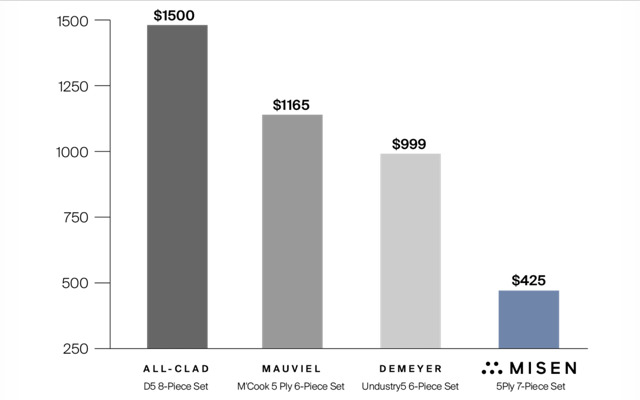 $1500
1500
1250
$1165
1000
$999
750
500
$425
250
ALL-CLAD
D5 8-Piece Set
MAUVIEL
M'Cook 5 Ply 6-Piece Set
DEMEYER
Undustry5 6-Piece Set
MISEN
5Ply 7-Piece Set